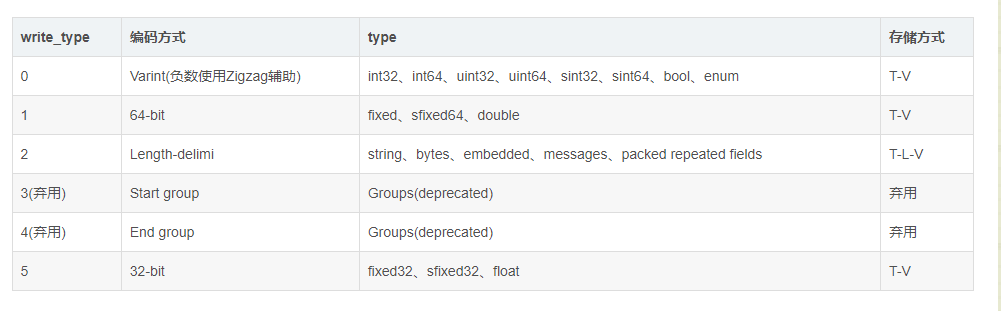 write_type 编码方式 type 存储方式
0 Varint(负数使用Zigzag辅助) int32、int64、uint32、uint64、sint32、sint64、bool、enum T-V
1 64-bit fixed、sfixed64、double T-V
2 Length-delimi string、bytes、embedded、messages、packed repeated fields T-L-V
3(弃用) Start group Groups(deprecated) 弃用
4(弃用) End group Groups(deprecated) 弃用
5 32-bit fixed32、sfixed32、float T-V